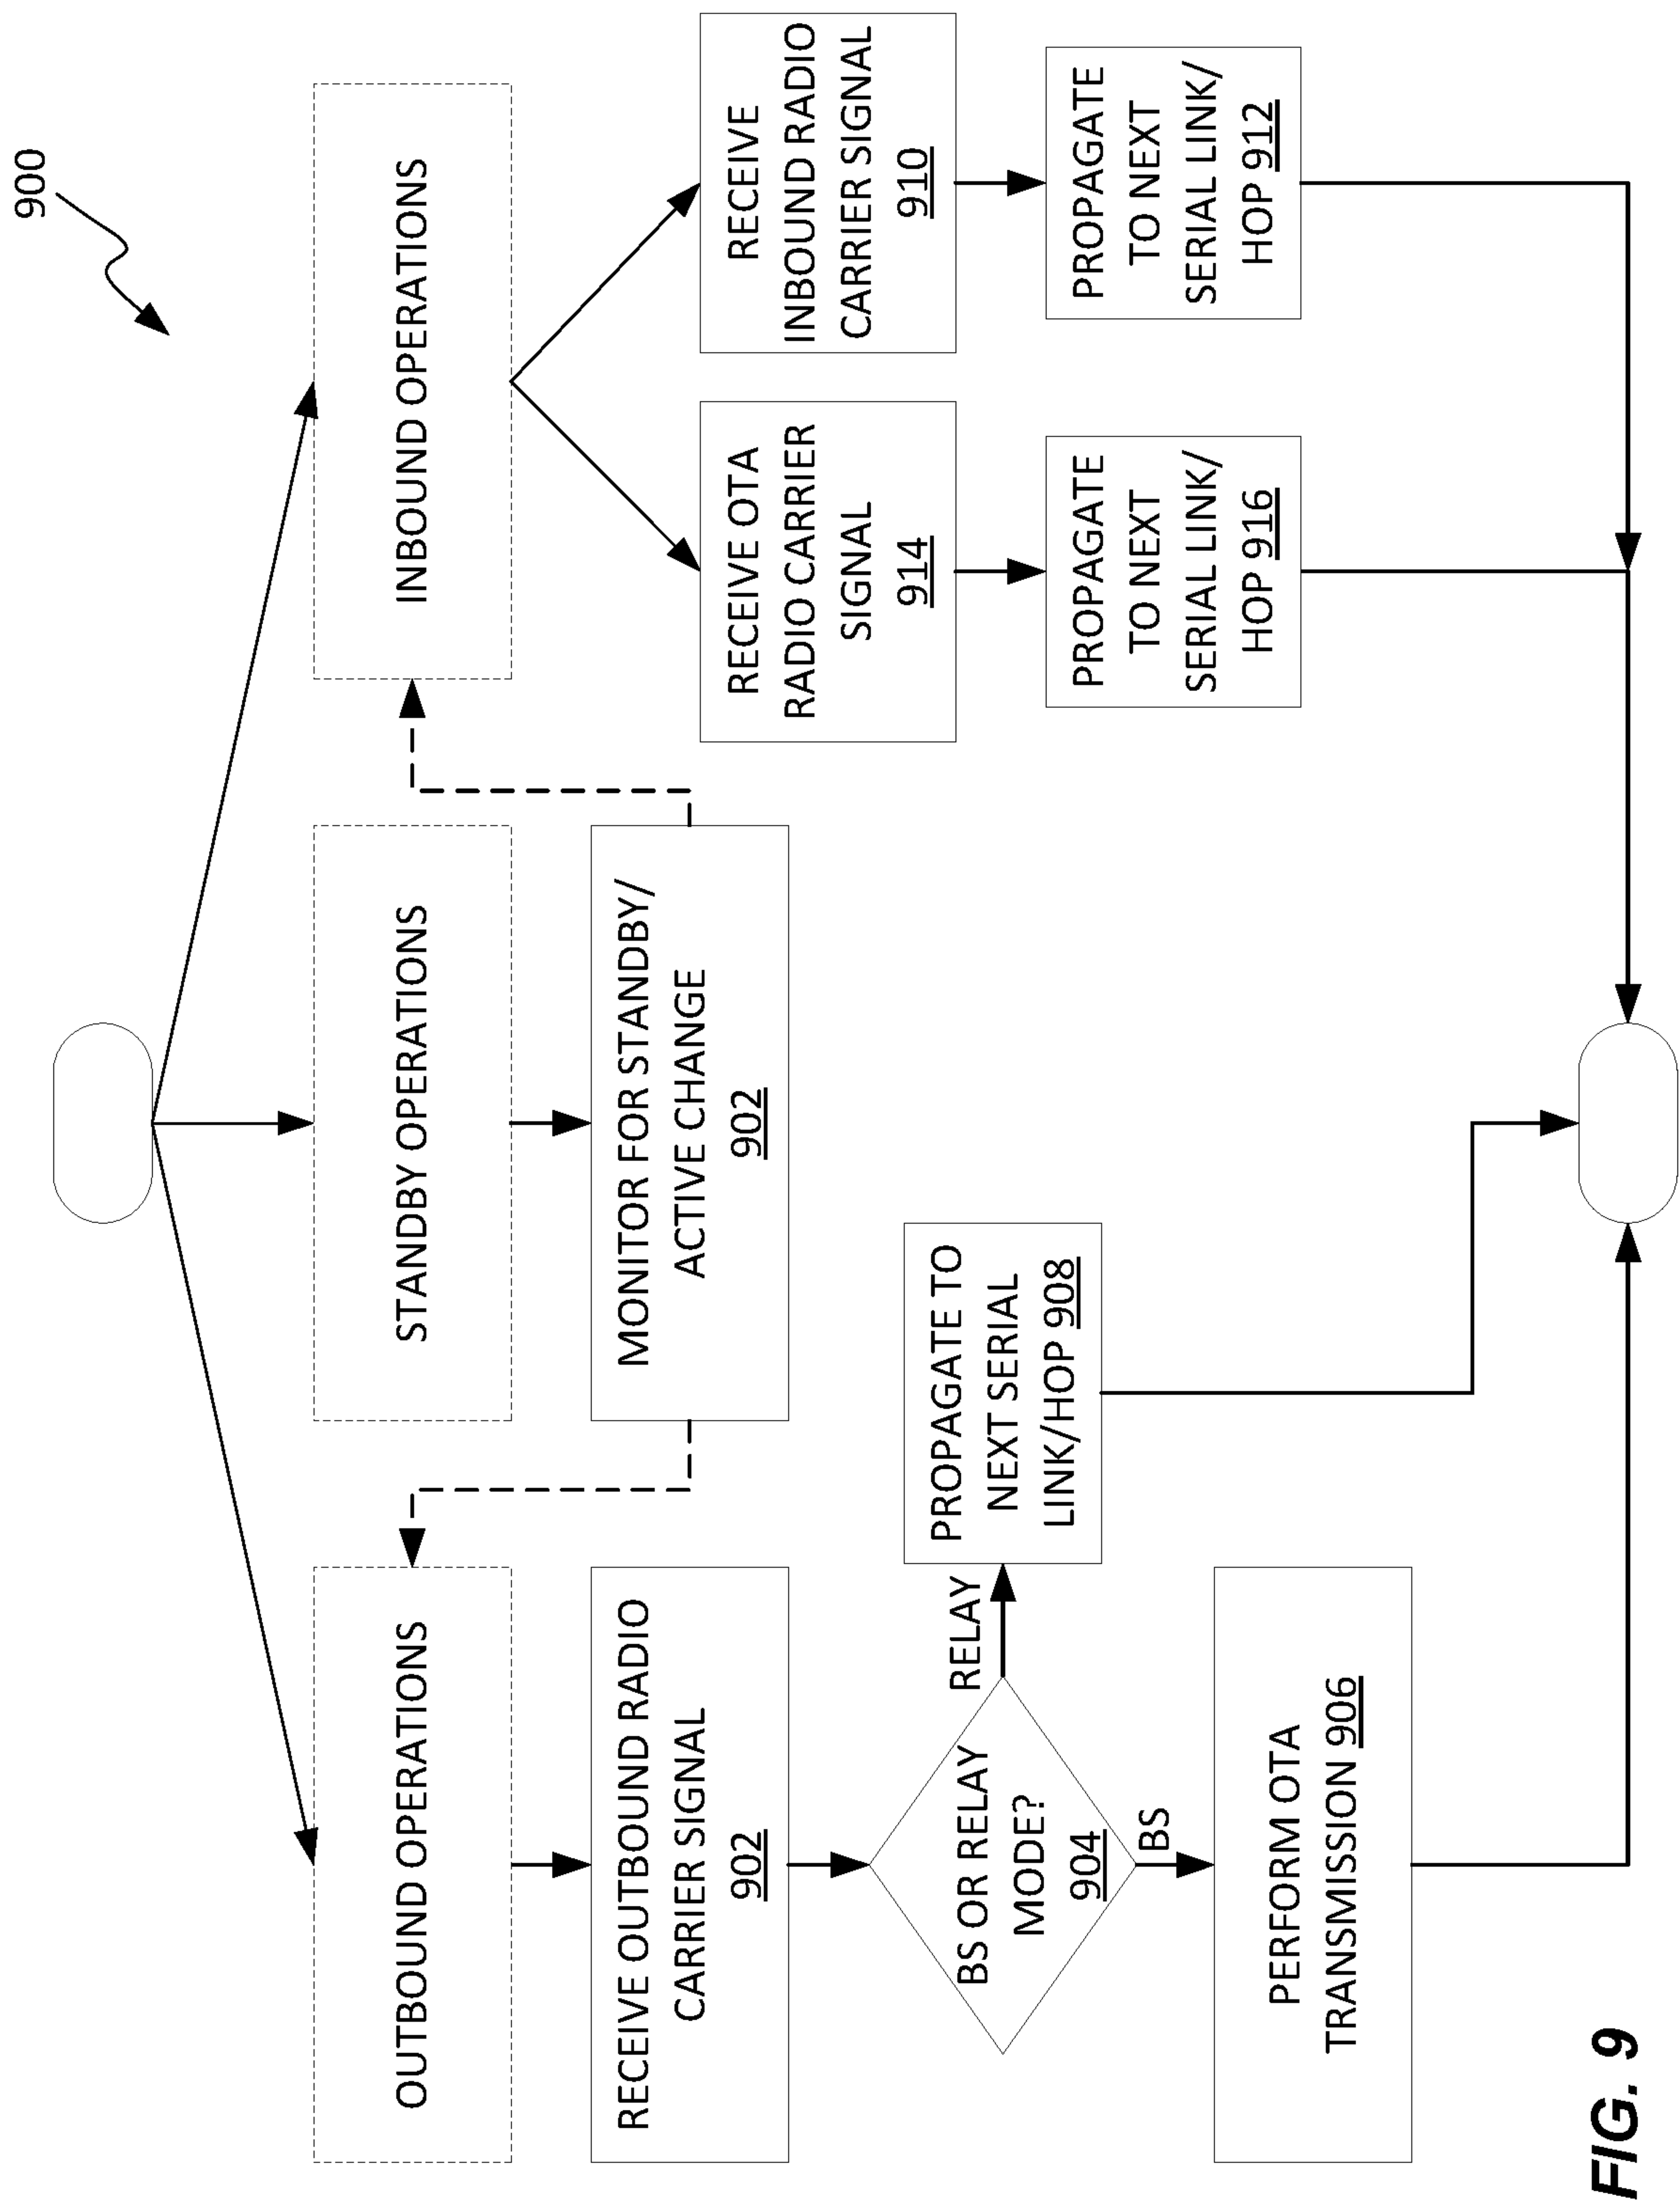 900
OUTBOUND OPERATIONS
STANDBY OPERATIONS
INBOUND OPERATIONS
RECEIVE OUTBOUND RADIO
CARRIER SIGNAL
902
MONITOR FOR STANDBY/
ACTIVE CHANGE
902
RECEIVE OTA
RADIO CARRIER
SIGNAL
914
RECEIVE
INBOUND RADIO
CARRIER SIGNAL
910
BS OR RELAY
MODE?
904
RELAY
PROPAGATE TO
NEXT SERIAL
LINK/HOP 908
PROPAGATE
TO NEXT
SERIAL LINK/
HOP 916
PROPAGATE
TO NEXT
SERIAL LINK/
HOP 912
BS
PERFORM OTA
TRANSMISSION 906
FIG. 9